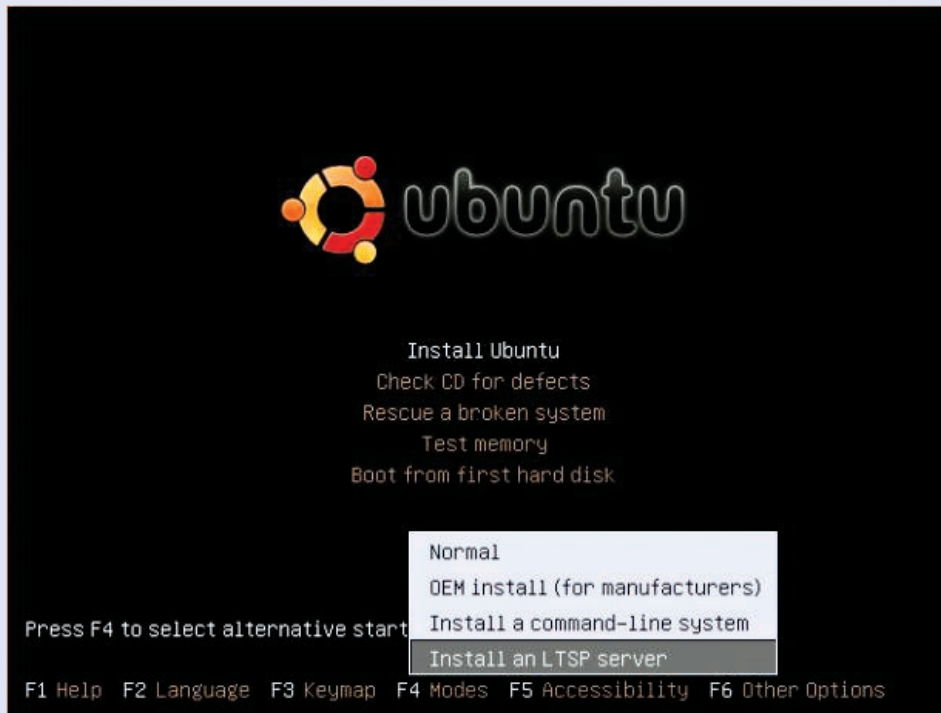 ubuntu
Install Ubuntu
Check CD for defects
Rescue a broken system
Test memory
Boot from first hard disk
Normal
OEM install (for manufacturers)
Install a command-line system
Press F4 to select alternative start
Install an LTSP server
F1 Help F2 Language F3 Keymap F4 Modes F5 Accessibility F6 Other Options